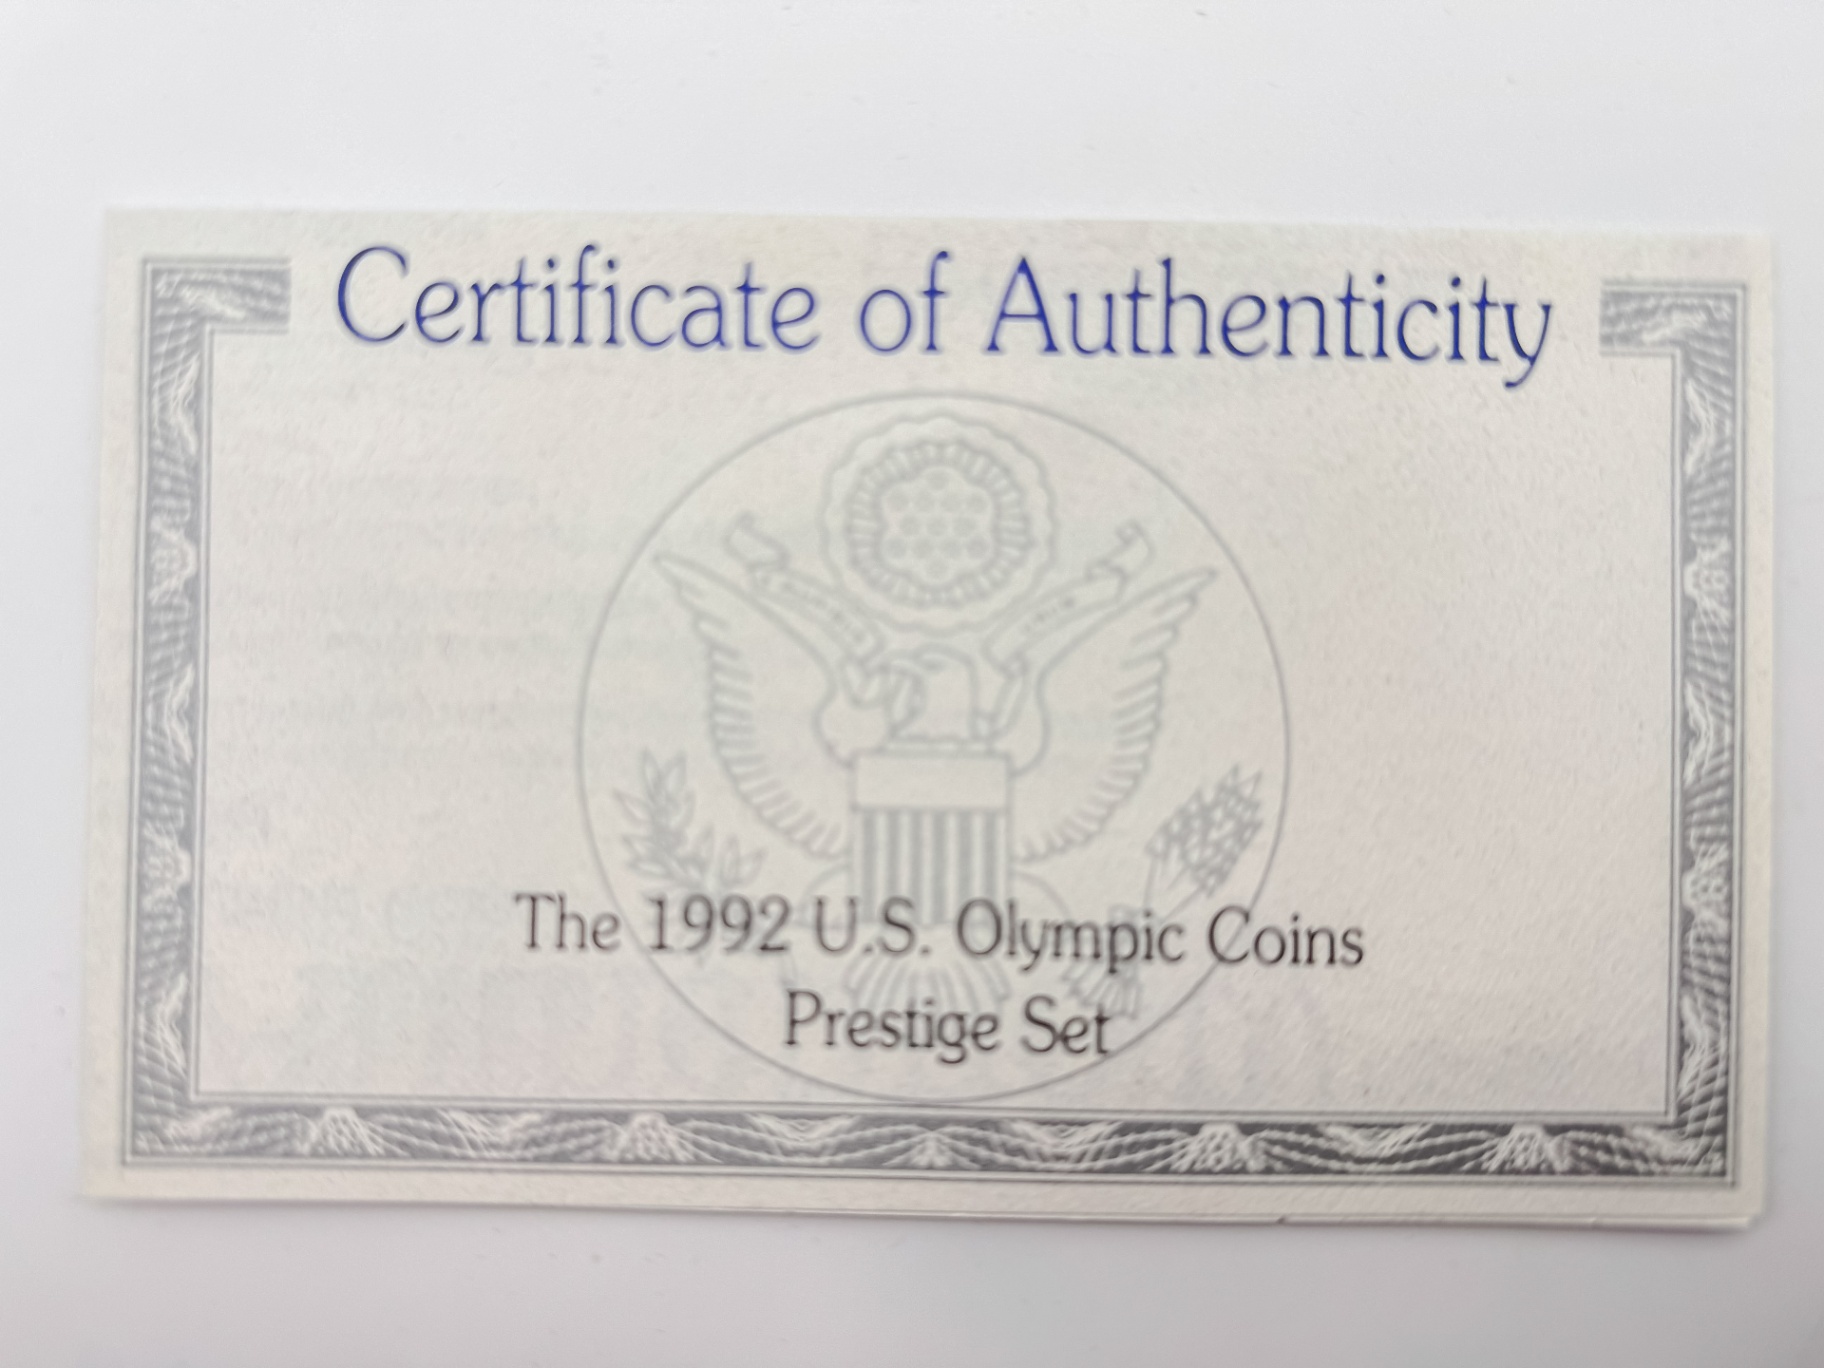 Certificate of Authenticity
The 1992 U.S. Olympic Coins
Prestige Set